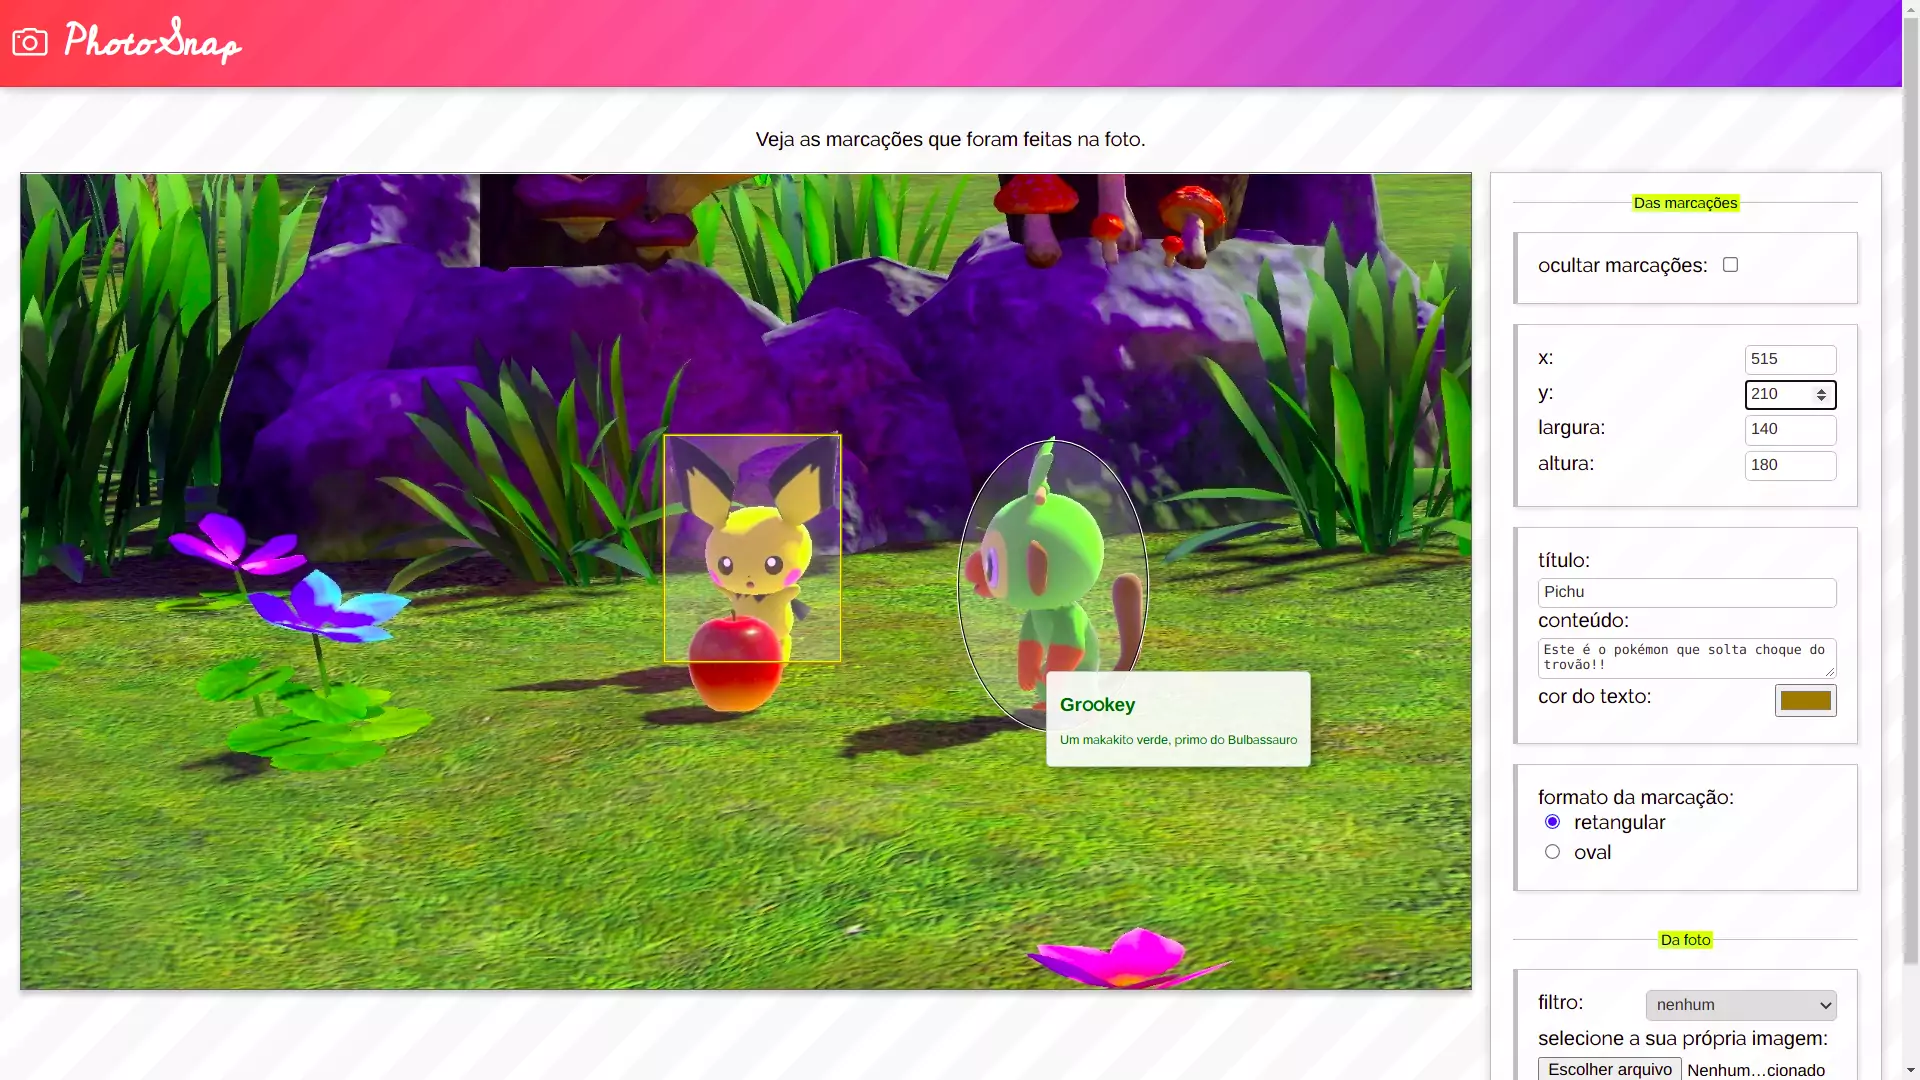 PhotoSnap
Veja as marcações que foram feitas na foto.
Das marcações
ocultar marcações:
x:
515
y:
210
largura:
140
altura:
180
título:
Pichu
conteúdo:
Este é o pokémon que solta choque do
trovão!!
cor do texto:
formato da marcação:
retangular
oval
Grookey
Um makakito verde, primo do Bulbassauro
Da foto
filtro:
nenhum
selecione a sua própria imagem:
Escolher arquivo Nenhum...cionado